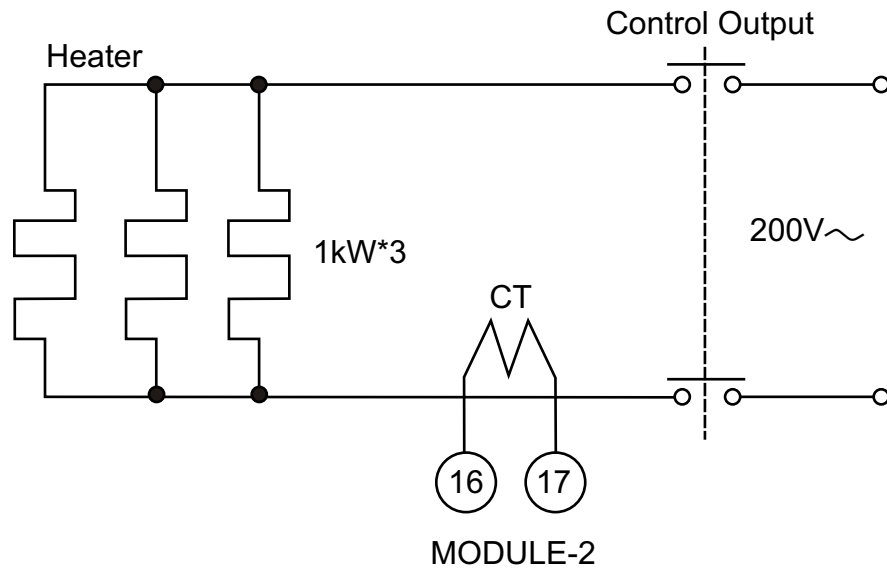 Control Output
Heater
200V～
1kW*3
CT
16
17
MODULE-2